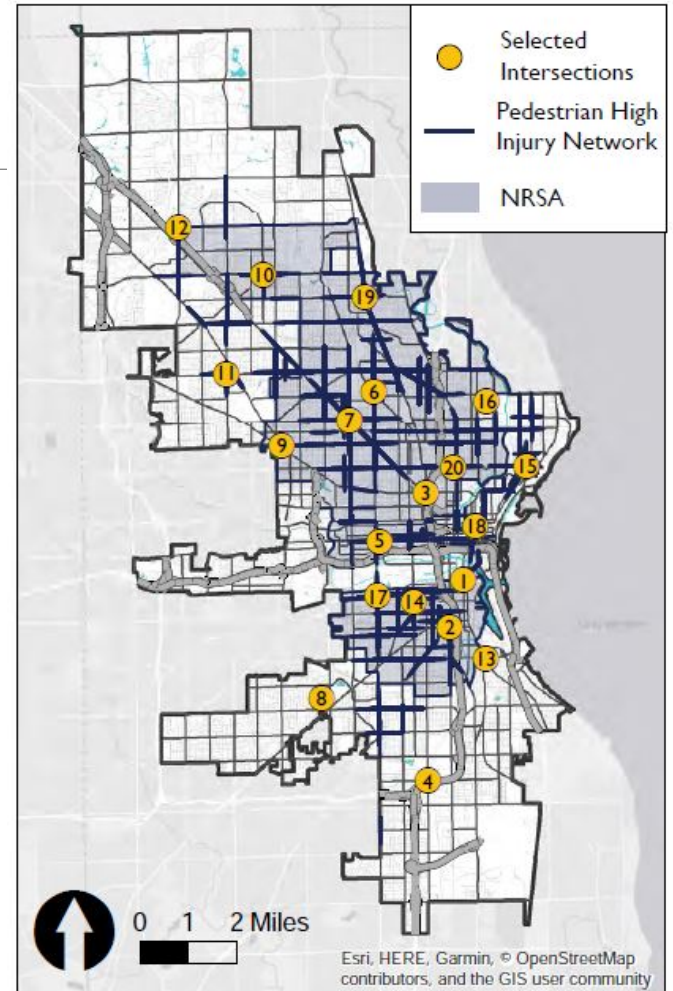 Selected
Intersections
Pedestrian High
Injury Network
NRSA
12
10
19
11
6
16
7
9
15
20
3
18
5
1
17
14
2
13
8
4
0 1 2 Miles
Esri, HERE, Garmin, © OpenStreetMap
contributors, and the GIS user community